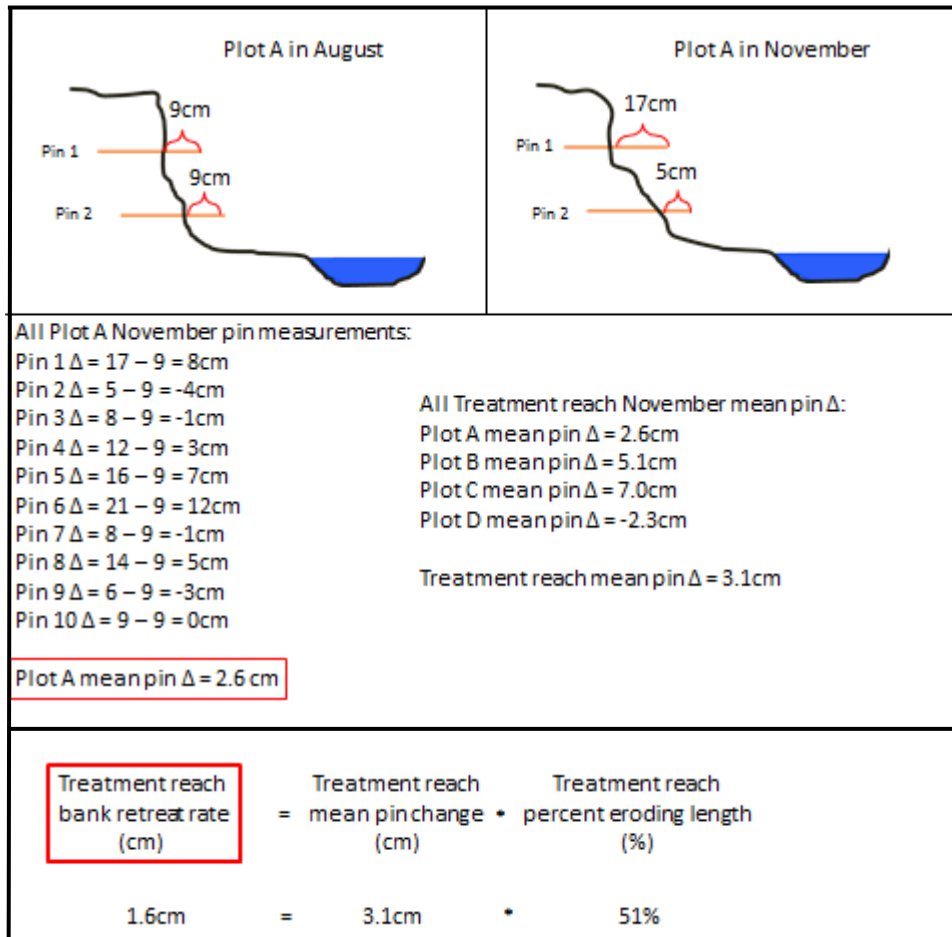 Plot A in August
9cm
Pin 1
9cm
Pin 2
Plot A in November
17cm
Pin 1
5cm
Pin 2
All Plot A November pin measurements:
Pin 1 Δ = 17 – 9 = 8cm
Pin 2 Δ = 5 – 9 = -4cm
Pin 3 Δ = 8 – 9 = -1cm
Pin 4 Δ = 12 – 9 = 3cm
Pin 5 Δ = 16 – 9 = 7cm
Pin 6 Δ = 21 – 9 = 12cm
Pin 7 Δ = 8 – 9 = -1cm
Pin 8 Δ = 14 – 9 = 5cm
Pin 9 Δ = 6 – 9 = -3cm
Pin 10 Δ = 9 – 9 = 0cm
Plot A mean pin Δ = 2.6 cm
All Treatment reach November mean pin Δ:
Plot A mean pin Δ = 2.6cm
Plot B mean pin Δ = 5.1cm
Plot C mean pin Δ = 7.0cm
Plot D mean pin Δ = -2.3cm
Treatment reach mean pin Δ = 3.1cm
Treatment reach Treatment reach Treatment reach
bank retreat rate = mean pin change * percent eroding length
(cm) (cm) (%)
1.6cm = 3.1cm * 51%